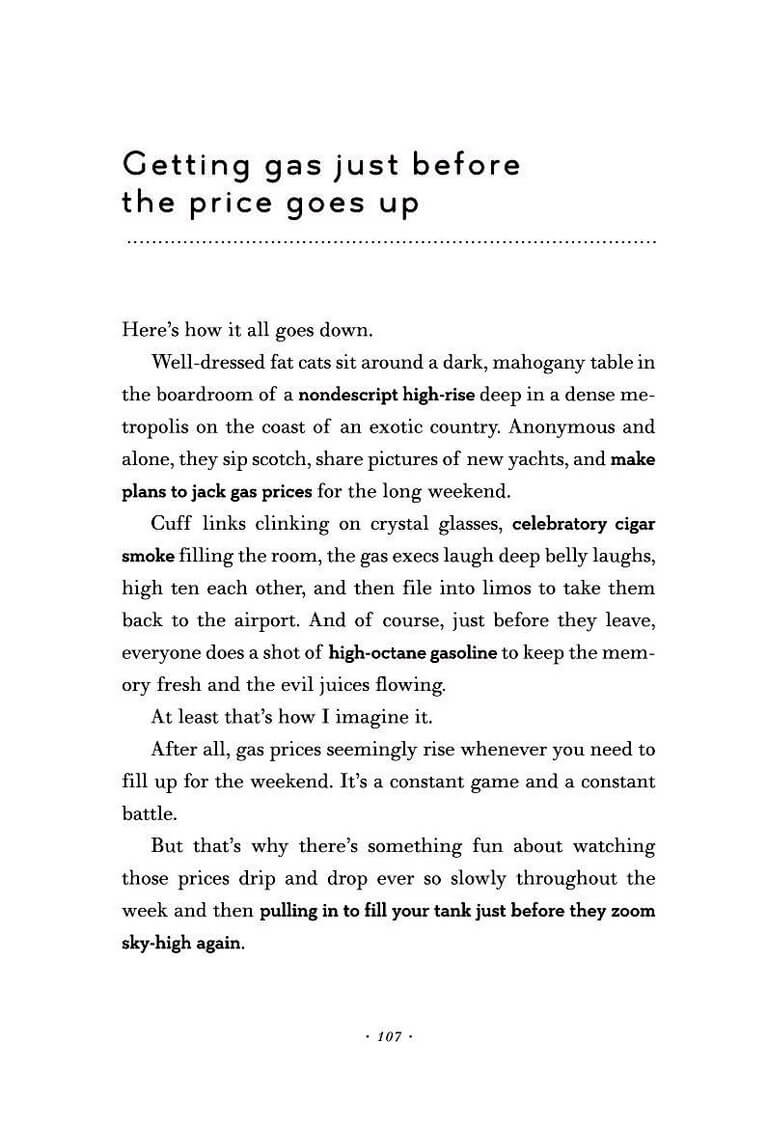 Getting gas just before
the price goes up
Here's how it all goes down.
Well-dressed fat cats sit around a dark, mahogany table in
the boardroom of a nondescript high-rise deep in a dense me-
tropolis on the coast of an exotic country. Anonymous and
alone, they sip scotch, share pictures of new yachts, and make
plans to jack gas prices for the long weekend.
Cuff links clinking on crystal glasses, celebratory cigar
smoke filling the room, the gas execs laugh deep belly laughs,
high ten each other, and then file into limos to take them
back to the airport. And of course, just before they leave,
everyone does a shot of high-octane gasoline to keep the mem-
ory fresh and the evil juices flowing.
At least that's how I imagine it.
After all, gas prices seemingly rise whenever you need to
fill up for the weekend. It's a constant game and a constant
battle.
But that's why there's something fun about watching
those prices drip and drop ever so slowly throughout the
week and then pulling in to fill your tank just before they zoom
sky-high again.
· 107 ·